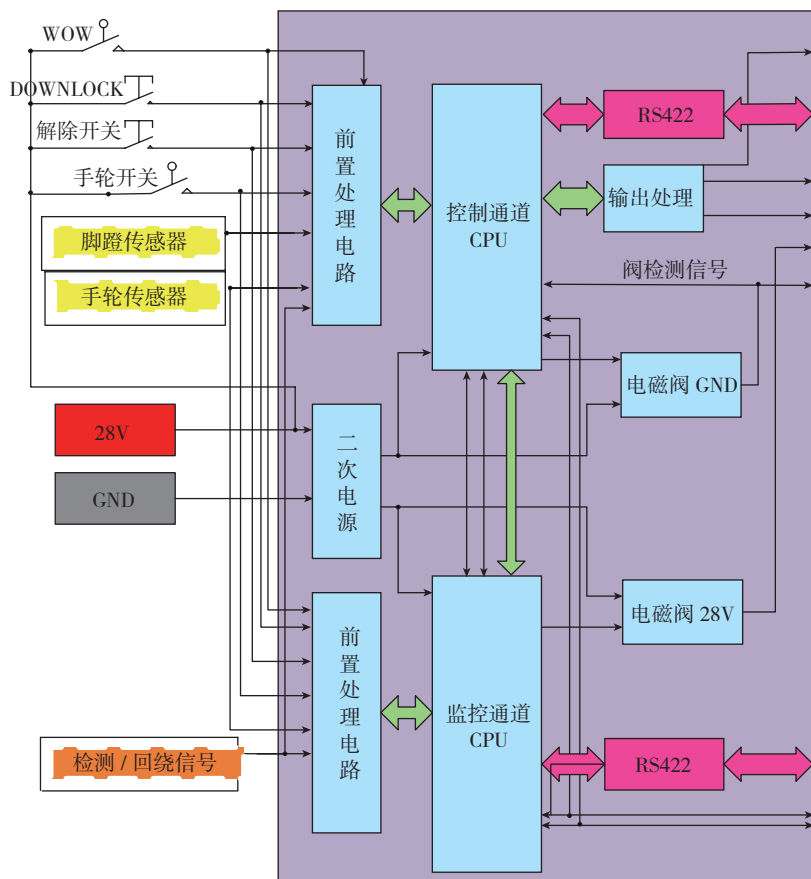 WOW
DOWNLOCK
解除开关
手轮开关
脚蹬传感器
手轮传感器
28V
GND
检测 / 回绕信号
前置处理电路
二次电源
前置处理电路
控制通道
CPU
监控通道
CPU
RS422
输出处理
阀检测信号
电磁阀 GND
电磁阀 28V
RS422